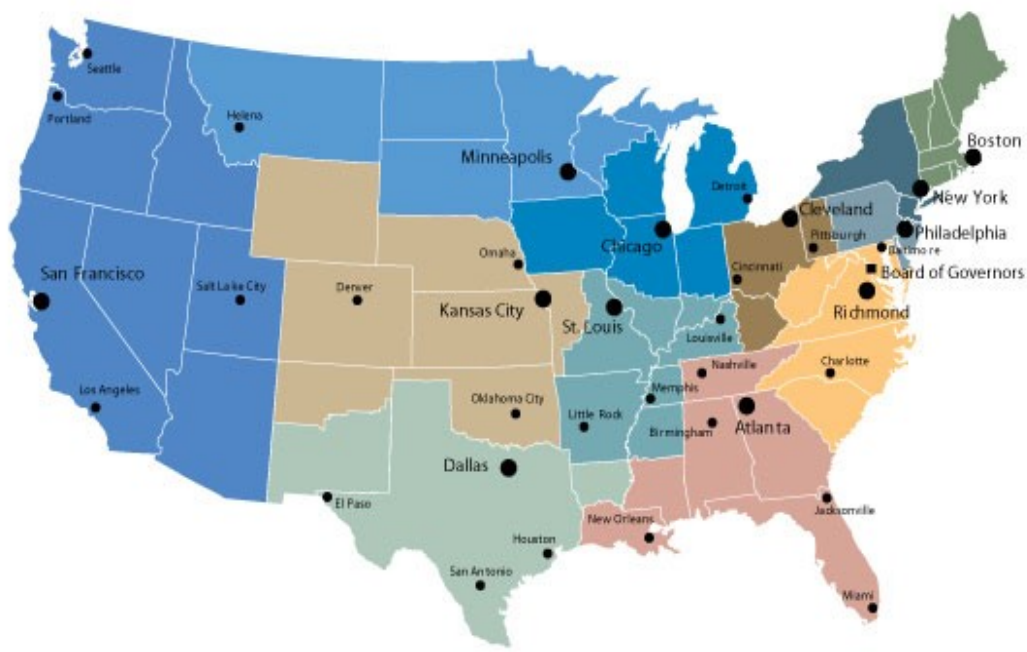 Seattle
Portland
Helena
Minneapolis
Boston
Detroit
New York
Cleveland
Philadelphia
Chicago
Pittsburgh
Baltimore
Omaha
Cincinnati
Board of Governors
San Francisco
Salt Lake City
Denver
Kansas City
St. Louis
Richmond
Louisville
Nashville
Charlotte
Los Angeles
Memphis
Oklahoma City
Little Rock
Birmingham
Atlanta
Dallas
El Paso
Jacksonville
New Orleans
Houston
San Antonio
Miami